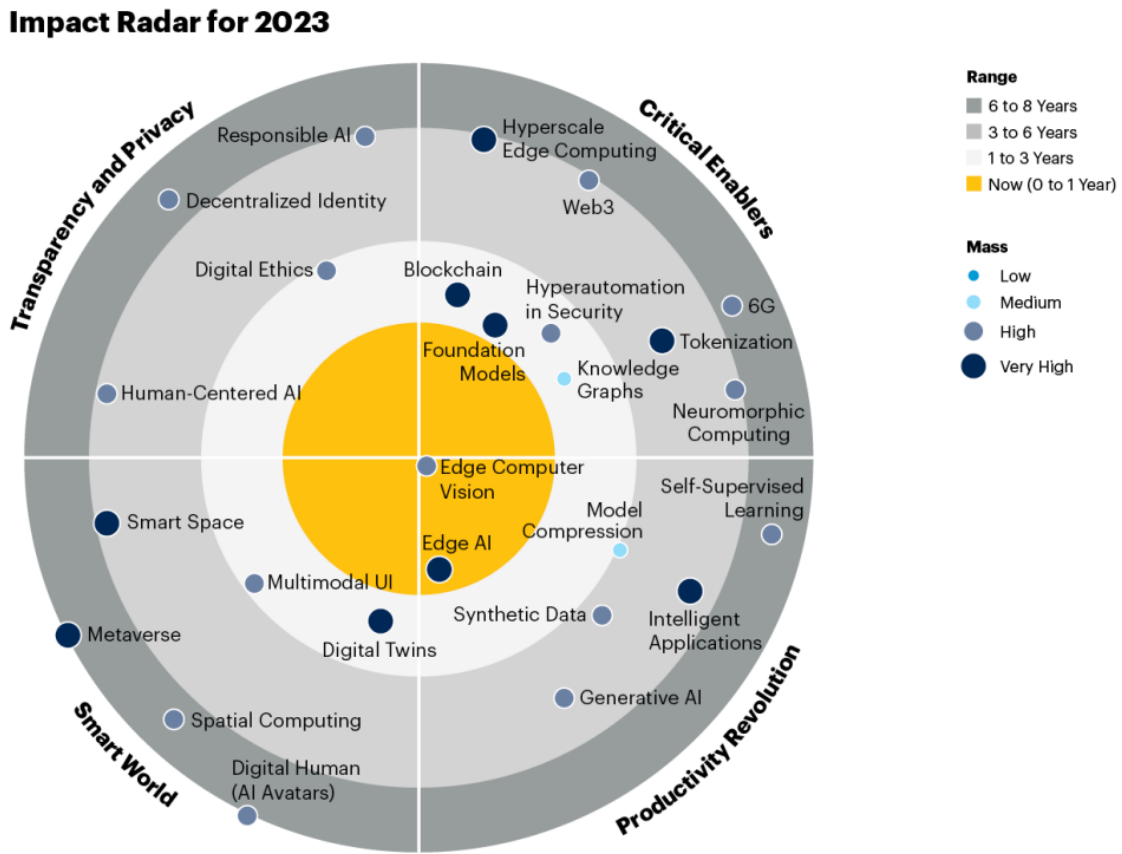 Impact Radar for 2023
Transparency and Privacy
Responsible AI
Decentralized Identity
Digital Ethics
Human-Centered AI
Critical Enablers
Hyperscale
Edge Computing
Web3
Blockchain
Hyperautomation
in Security
6G
Tokenization
Foundation
Models
Knowledge
Graphs
Neuromorphic
Computing
Smart World
Smart Space
Multimodal UI
Metaverse
Digital Twins
Spatial Computing
Digital Human
(AI Avatars)
Productivity Revolution
Edge Computer
Vision
Self-Supervised
Learning
Model
Compression
Edge AI
Synthetic Data
Intelligent
Applications
Generative AI
Range
6 to 8 Years
3 to 6 Years
1 to 3 Years
Now (0 to 1 Year)
Mass
Low
Medium
High
Very High